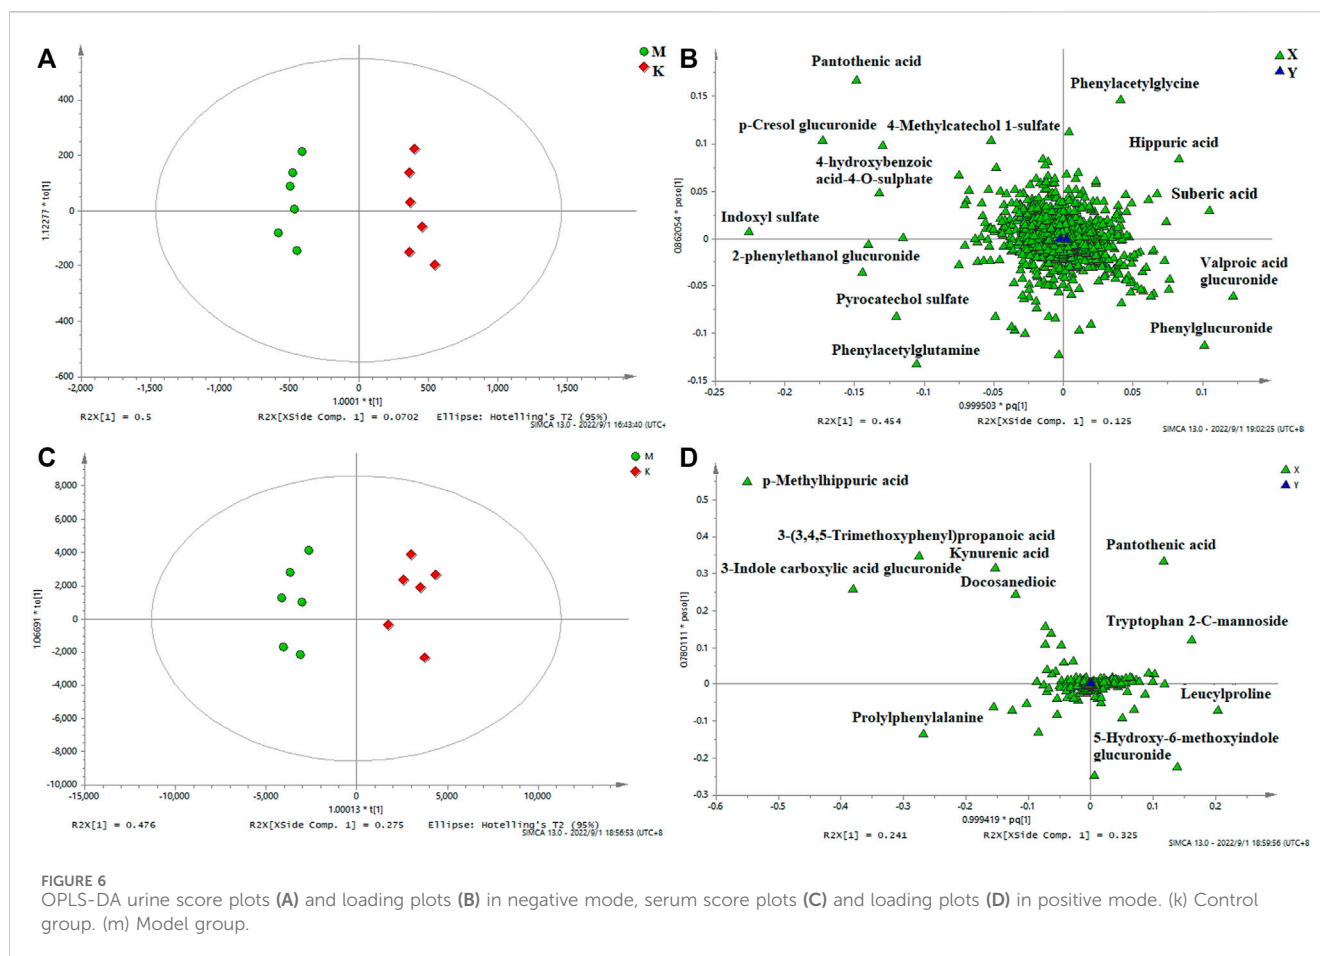 A
M
K
400
200
0
-200
-400
-600
1.12277 * to[1]
-2,000
-1,500
-1,000
-500
0
500
1,000
1,500
1.0001 * t[1]
R2X[1] = 0.5
R2X[XSide Comp. 1] = 0.0702
Ellipse: Hotelling's T2 (95%)
SIMCA 13.0 - 2022/9/1 16:43:40 (UTC+
B
X
Y
Pantothenic acid
Phenylacetylglycine
p-Cresol glucuronide
4-Methylcatechol 1-sulfate
Hippuric acid
4-hydroxybenzoic
acid-4-O-sulphate
Suberic acid
Indoxyl sulfate
2-phenylethanol glucuronide
Valproic acid
glucuronide
Pyrocatechol sulfate
Phenylglucuronide
Phenylacetylglutamine
0.15
0.1
0.05
0
-0.05
-0.1
-0.15
0.862054 * poso[1]
-0.25
-0.2
-0.15
-0.1
-0.05
0
0.05
0.1
0.15
0.999503 * pq[1]
R2X[1] = 0.454
R2X[XSide Comp. 1] = 0.125
SIMCA 13.0 - 2022/9/1 19:02:25 (UTC+8
C
M
K
8,000
6,000
4,000
2,000
0
-2,000
-4,000
-6,000
-8,000
-10,000
1.06691 * to[1]
-15,000
-10,000
-5,000
0
5,000
10,000
1.00013 * t[1]
R2X[1] = 0.476
R2X[XSide Comp. 1] = 0.275
Ellipse: Hotelling's T2 (95%)
SIMCA 13.0 - 2022/9/1 18:56:53 (UTC+8
D
X
Y
p-Methylhippuric acid
3-(3,4,5-Trimethoxyphenyl)propanoic acid
Kynurenic acid
Pantothenic acid
3-Indole carboxylic acid glucuronide
Docosanedioic
Tryptophan 2-C-mannoside
Leucylproline
Prolylphenylalanine
5-Hydroxy-6-methoxyindole
glucuronide
0.5
0.4
0.3
0.2
0.1
0
-0.1
-0.2
-0.3
0.780111 * poso[1]
-0.6
-0.5
-0.4
-0.3
-0.2
-0.1
0
0.1
0.2
0.999419 * pq[1]
R2X[1] = 0.241
R2X[XSide Comp. 1] = 0.325
SIMCA 13.0 - 2022/9/1 18:59:56 (UTC+8
FIGURE 6
OPLS-DA urine score plots (A) and loading plots (B) in negative mode, serum score plots (C) and loading plots (D) in positive mode. (k) Control
group. (m) Model group.